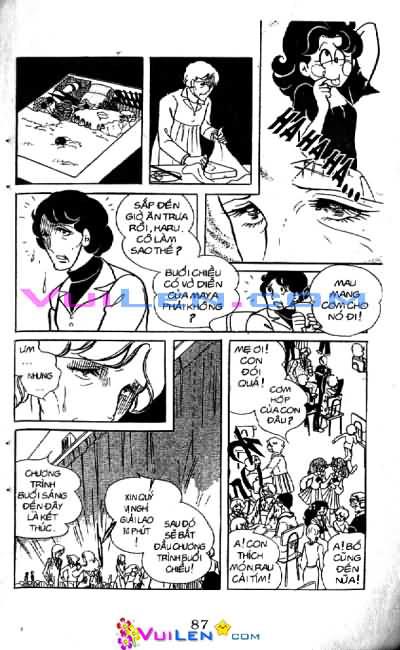 HA HA HA HA...
SẮP ĐẾN
GIỜ ĂN TRƯA
RỒI, HARU.
CÔ LÀM
SAO THẾ?
BUỔI CHIỀU
CÓ VỞ DIỄN
CỦA MAYA
PHẢI KHÔNG?
MAU
MANG
CƠM CHO
NÓ ĐI!
VUILEN.COM
ƯM...
NHƯNG...
MẸ ƠI!
CON
ĐÓI
QUÁ!
CƠM
HỘP
CỦA CON
ĐÂU?
CHƯƠNG
TRÌNH
BUỔI SÁNG
ĐẾN ĐÂY
LÀ KẾT
THÚC.
XIN QUÝ
VỊ NGHỈ
GIẢI LAO
PHÚT!
SAU ĐÓ
SẼ BẮT
ĐẦU CHƯƠNG
TRÌNH BUỔI
CHIỀU!
A! CON
THÍCH
MÓN RAU
CẢI TÍM!
A! BỐ
CŨNG
ĐẾN
NỮA!
87
VUILEN.COM